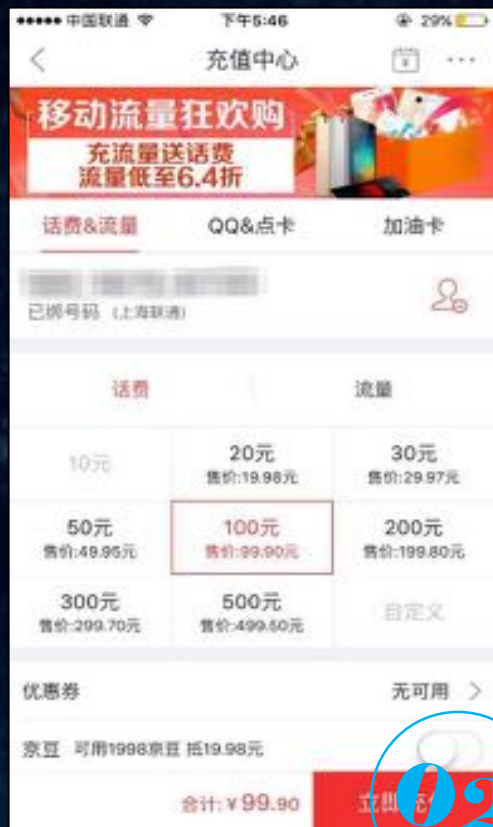 中国联通 下午5:46 29%
充值中心
移动流量狂欢购
充流量送话费
流量低至6.4折
话费&流量 QQ&点卡 加油卡
已绑号码 (上海联通)
话费 流量
10元 20元 30元
售价:19.98元 售价:29.97元
50元 100元 200元
售价:49.95元 售价:99.90元 售价:199.80元
300元 500元 自定义
售价:299.70元 售价:499.50元
优惠券 无可用
京豆 可用1998京豆 抵19.98元
合计:¥99.90 立即充
02